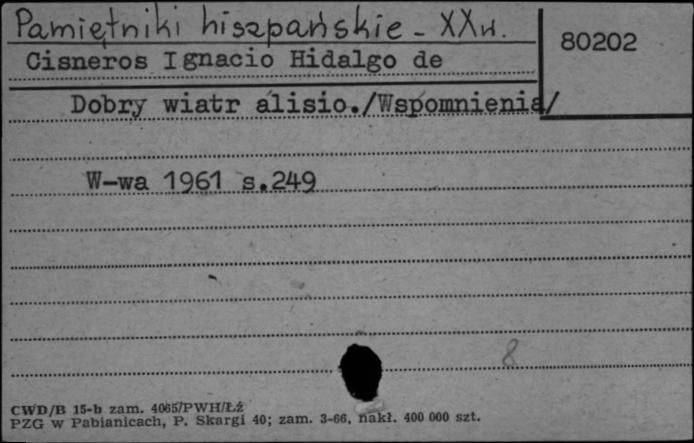 Pamiętniki hiszpańskie - XXw.
80202
Cisneros Ignacio Hidalgo de
Dobry wiatr alisio./Wspomnienia/
W-wa 1961 s.249
8
CWD/B 15-b zam. 4065/PWH/Łź
PZG w Pabianicach, P. Skargi 40; zam. 3-66, nakł. 400 000 szt.